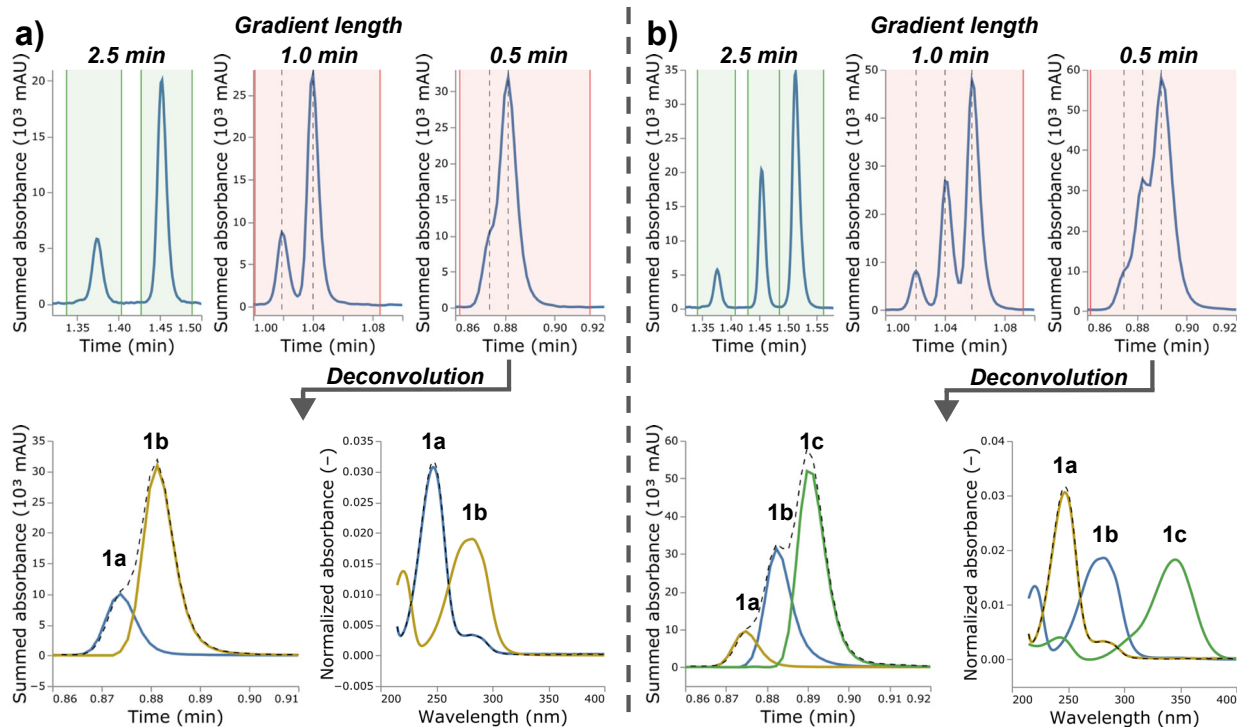 a)
Gradient length
2.5 min
1.0 min
0.5 min
Summed absorbance (10³ mAU)
20
15
10
5
0
1.40
1.45
1.50
Time (min)
Summed absorbance (10³ mAU)
25
20
15
10
5
0
1.00
1.04
1.08
Time (min)
Summed absorbance (10³ mAU)
30
25
20
15
10
5
0
0.86
0.88
0.90
0.92
Time (min)
Deconvolution
Summed absorbance (10³ mAU)
35
30
25
20
15
10
5
0
−5
1a
1b
0.86
0.87
0.88
0.89
0.90
0.91
Time (min)
Normalized absorbance (−)
0.035
0.030
0.025
0.020
0.015
0.010
0.005
0.000
−0.005
1a
1b
200
250
300
350
400
Wavelength (nm)
b)
Gradient length
2.5 min
1.0 min
0.5 min
Summed absorbance (10³ mAU)
35
30
25
20
15
10
5
0
1.35
1.40
1.45
1.50
1.55
Time (min)
Summed absorbance (10³ mAU)
50
40
30
20
10
0
1.00
1.04
1.08
Time (min)
Summed absorbance (10³ mAU)
60
50
40
30
20
10
0
0.86
0.88
0.90
0.92
Time (min)
Deconvolution
Summed absorbance (10³ mAU)
60
50
40
30
20
10
0
1a
1b
1c
0.86
0.87
0.88
0.89
0.90
0.91
0.92
Time (min)
Normalized absorbance (−)
0.04
0.03
0.02
0.01
0.00
1a
1b
1c
200
250
300
350
400
Wavelength (nm)